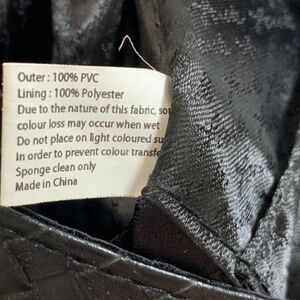 Outer : 100% PVC
Lining : 100% Polyester
Due to the nature of this fabric,
colour loss may occur when wet
Do not place on light coloured
In order to prevent colour
Sponge clean only
Made in China